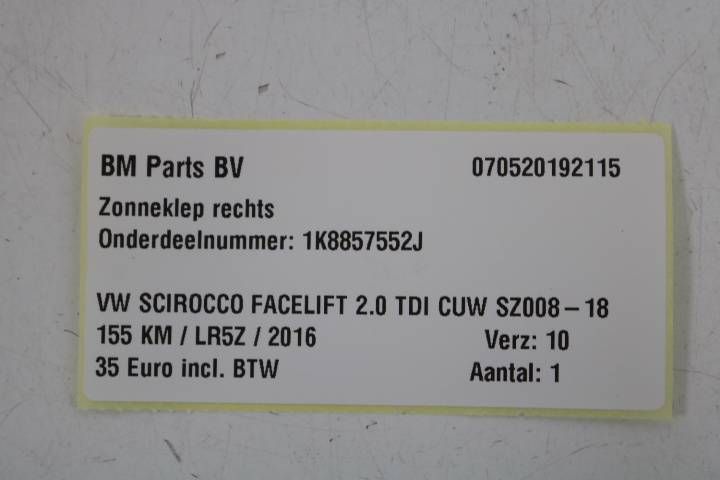 BM Parts BV 070520192115
Zonneklep rechts
Onderdeelnummer: 1K8857552J
VW SCIROCCO FACELIFT 2.0 TDI CUW SZ008-18
155 KM / LR5Z / 2016 Verz: 10
35 Euro incl. BTW Aantal: 1